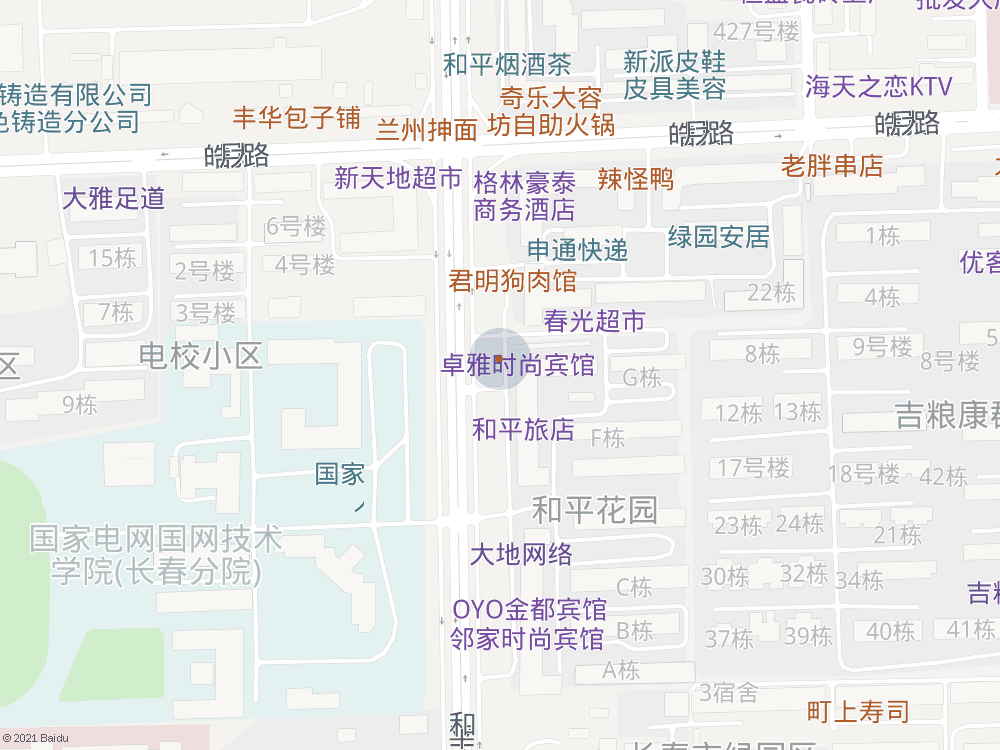 427号楼
和平烟酒茶
新派皮鞋
皮具美容
海天之恋KTV
铸造有限公司
色铸造分公司
奇乐大容
坊自助火锅
丰华包子铺
兰州抻面
老胖串店
新天地超市
格林豪泰
商务酒店
辣怪鸭
大雅足道
6号楼
申通快递
绿园安居
1栋
15栋
2号楼
4号楼
优客
君明狗肉馆
22栋
4栋
7栋
3号楼
春光超市
电校小区
卓雅时尚宾馆
8栋
9号楼
8号楼
区
G栋
9栋
12栋
13栋
吉粮康郡
和平旅店
F栋
国家
17号楼
18号楼
42栋
和平花园
国家电网国网技术
学院(长春分院)
23栋
24栋
21栋
大地网络
C栋
30栋
32栋
34栋
吉粮
OYO金都宾馆
邻家时尚宾馆
B栋
37栋
39栋
40栋
41栋
A栋
3宿舍
町上寿司
和
© 2021 Baidu